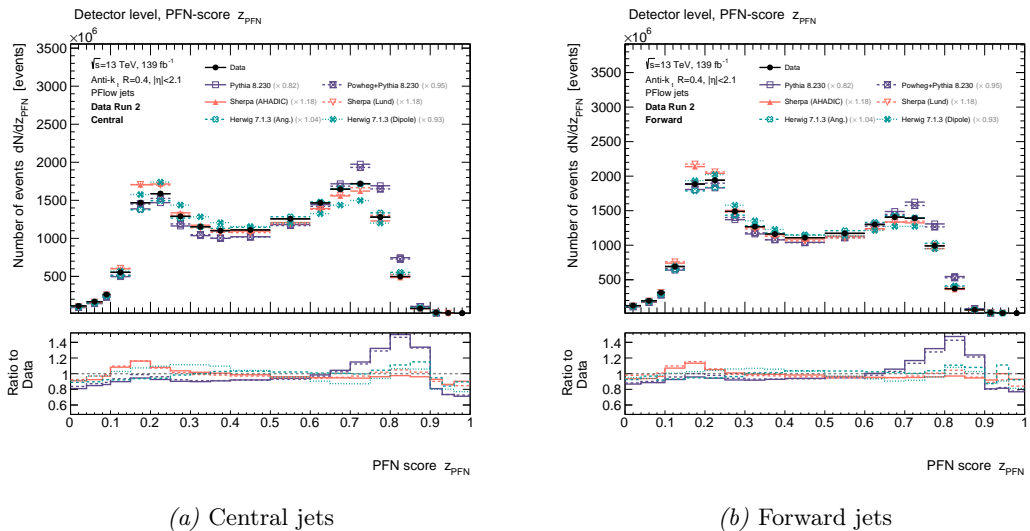 Detector level, PFN-score z_PFN
×10^6
√s=13 TeV, 139 fb^-1
Anti-k_t R=0.4, |η|<2.1
PFlow jets
Data Run 2
Central
Data
Pythia 8.230 (× 0.82)
Powheg+Pythia 8.230 (× 0.95)
Sherpa (AHADIC) (× 1.18)
Sherpa (Lund) (× 1.18)
Herwig 7.1.3 (Ang.) (× 1.04)
Herwig 7.1.3 (Dipole) (× 0.93)
Number of events dN/dz_PFN [events]
3500
3000
2500
2000
1500
1000
500
Ratio to
Data
1.4
1.2
1
0.8
0.6
0 0.1 0.2 0.3 0.4 0.5 0.6 0.7 0.8 0.9 1
PFN score z_PFN
(a) Central jets
Detector level, PFN-score z_PFN
×10^6
√s=13 TeV, 139 fb^-1
Anti-k_t R=0.4, |η|<2.1
PFlow jets
Data Run 2
Forward
Data
Pythia 8.230 (× 0.82)
Powheg+Pythia 8.230 (× 0.95)
Sherpa (AHADIC) (× 1.18)
Sherpa (Lund) (× 1.18)
Herwig 7.1.3 (Ang.) (× 1.04)
Herwig 7.1.3 (Dipole) (× 0.93)
Number of events dN/dz_PFN [events]
3500
3000
2500
2000
1500
1000
500
Ratio to
Data
1.4
1.2
1
0.8
0.6
0 0.1 0.2 0.3 0.4 0.5 0.6 0.7 0.8 0.9 1
PFN score z_PFN
(b) Forward jets